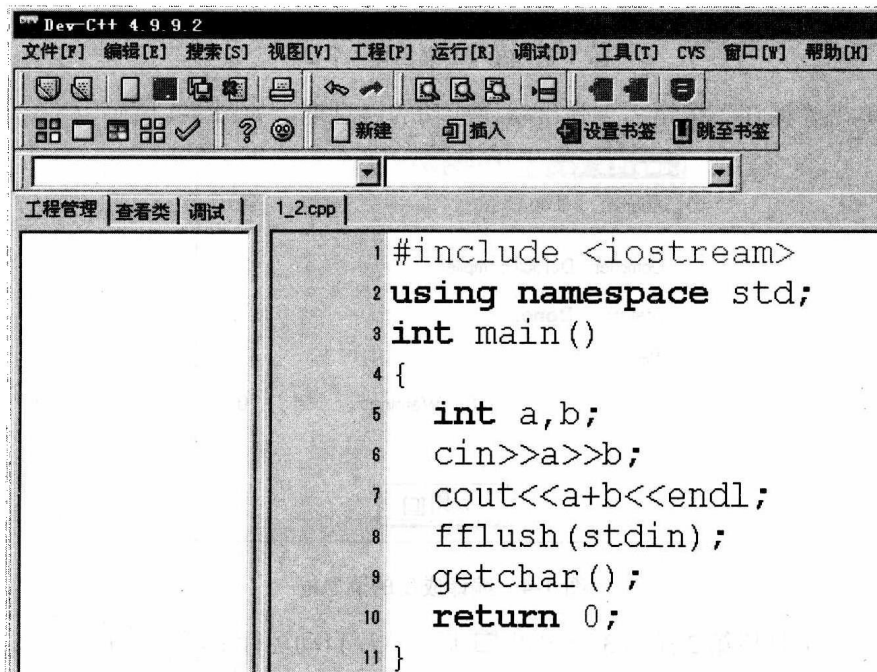 Dev-C++ 4.9.9.2
文件[F] 编辑[E] 搜索[S] 视图[V] 工程[P] 运行[R] 调试[D] 工具[T] CVS 窗口[W] 帮助[H]
新建 插入 设置书签 跳至书签
工程管理 查看类 调试 1_2.cpp
1 #include <iostream>
2 using namespace std;
3 int main()
4 {
5 int a,b;
6 cin>>a>>b;
7 cout<<a+b<<endl;
8 fflush(stdin);
9 getchar();
10 return 0;
11 }